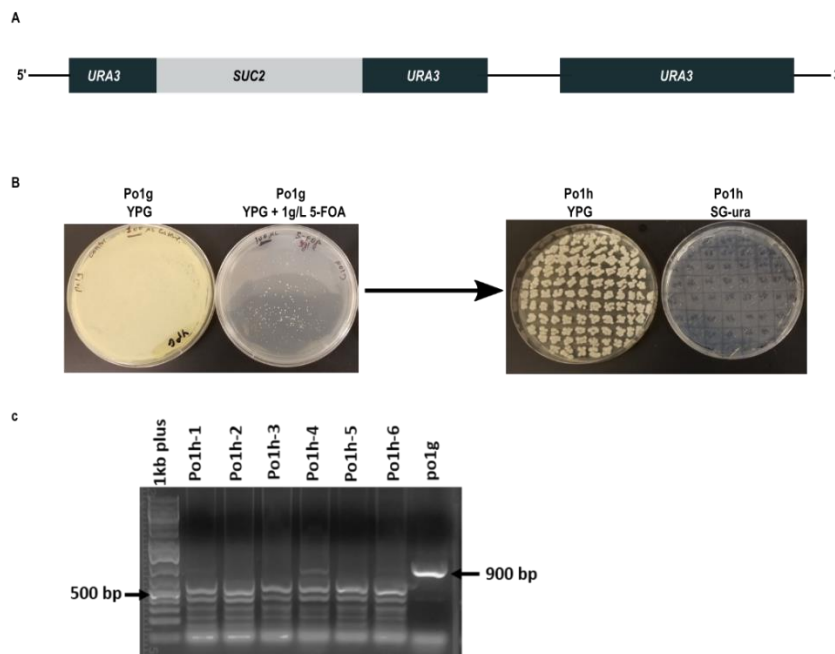 A
5' URA3 SUC2 URA3 URA3
B
Po1g
YPG
Po1g
YPG + 1g/L 5-FOA
Po1h
YPG
Po1h
SG-ura
YPG
c
1kb plus
Po1h-1
Po1h-2
Po1h-3
Po1h-4
Po1h-5
Po1h-6
po1g
500 bp
900 bp